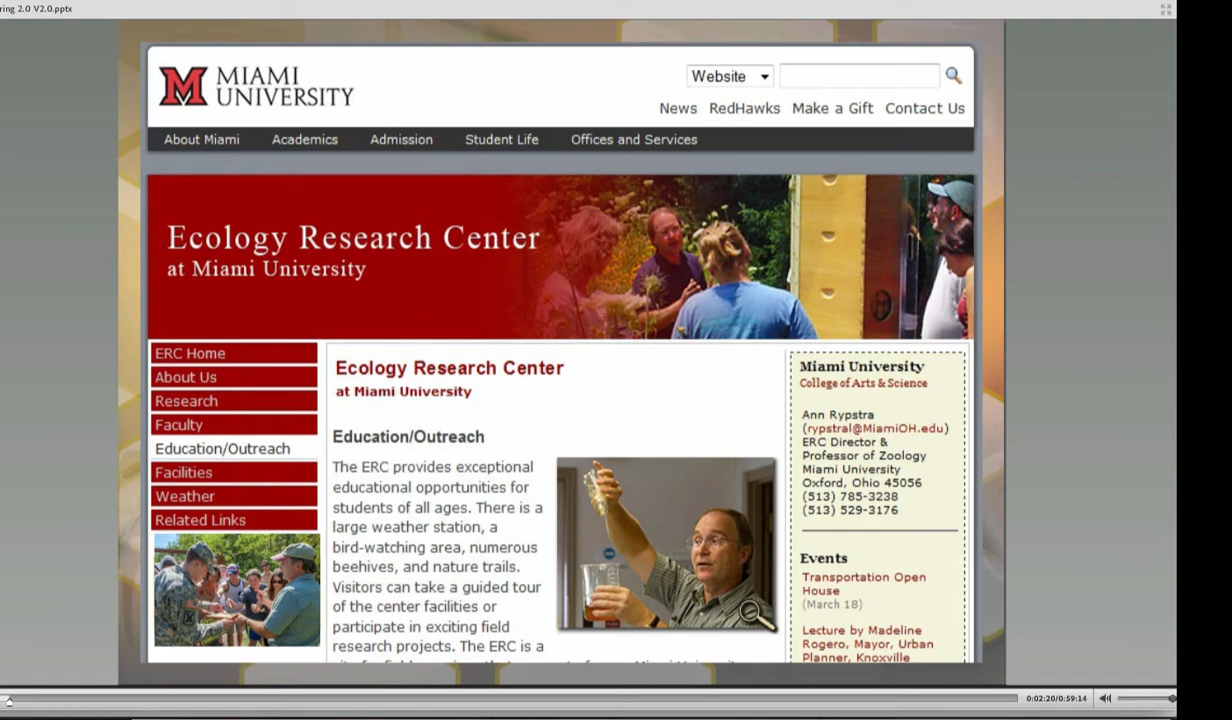 ring 2.0 V2.0.pptx
MIAMI
UNIVERSITY
Website
News RedHawks Make a Gift Contact Us
About Miami Academics Admission Student Life Offices and Services
Ecology Research Center
at Miami University
ERC Home
About Us
Research
Faculty
Education/Outreach
Facilities
Weather
Related Links
Ecology Research Center
at Miami University
Education/Outreach
The ERC provides exceptional
educational opportunities for
students of all ages. There is a
large weather station, a
bird-watching area, numerous
beehives, and nature trails.
Visitors can take a guided tour
of the center facilities or
participate in exciting field
research projects. The ERC is a
Miami University
College of Arts & Science
Ann Rypstra
(rypstral@MiamiOH.edu)
ERC Director &
Professor of Zoology
Miami University
Oxford, Ohio 45056
(513) 785-3238
(513) 529-3176
Events
Transportation Open
House
(March 18)
Lecture by Madeline
Rogero, Mayor, Urban
Planner, Knoxville
0:02:20/0:59:14